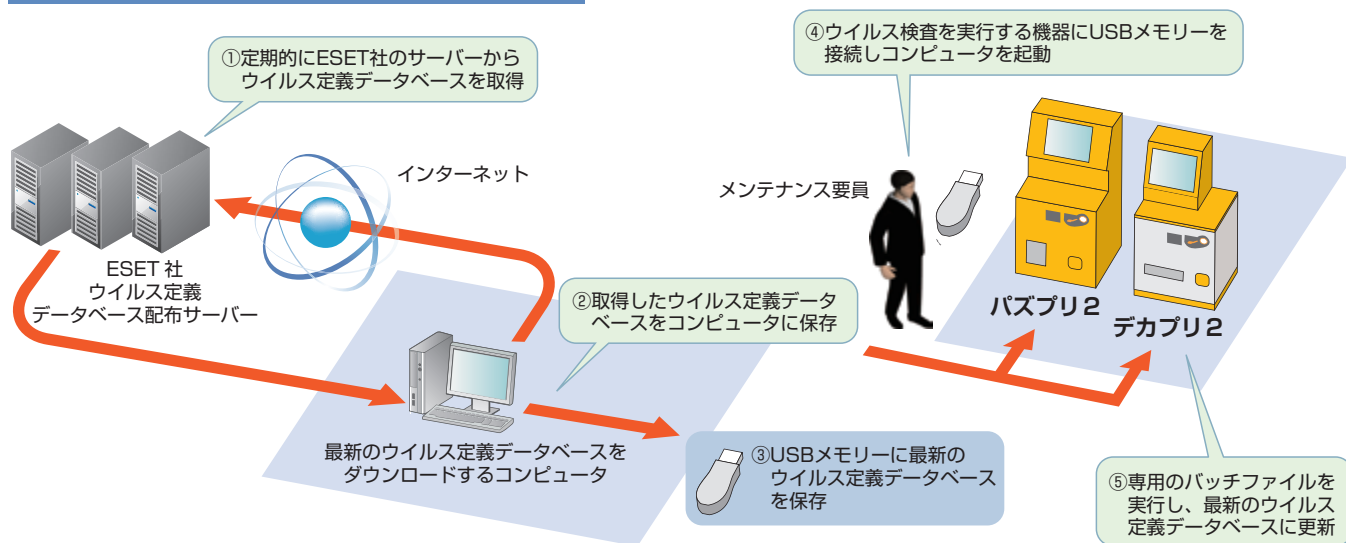 ①定期的にESET社のサーバーから
ウイルス定義データベースを取得
インターネット
ESET 社
ウイルス定義
データベース配布サーバー
②取得したウイルス定義データ
ベースをコンピュータに保存
最新のウイルス定義データベースを
ダウンロードするコンピュータ
③USBメモリーに最新の
ウイルス定義データベース
を保存
④ウイルス検査を実行する機器にUSBメモリーを
接続しコンピュータを起動
メンテナンス要員
パズプリ2
デカプリ2
⑤専用のバッチファイルを
実行し、最新のウイルス
定義データベースに更新